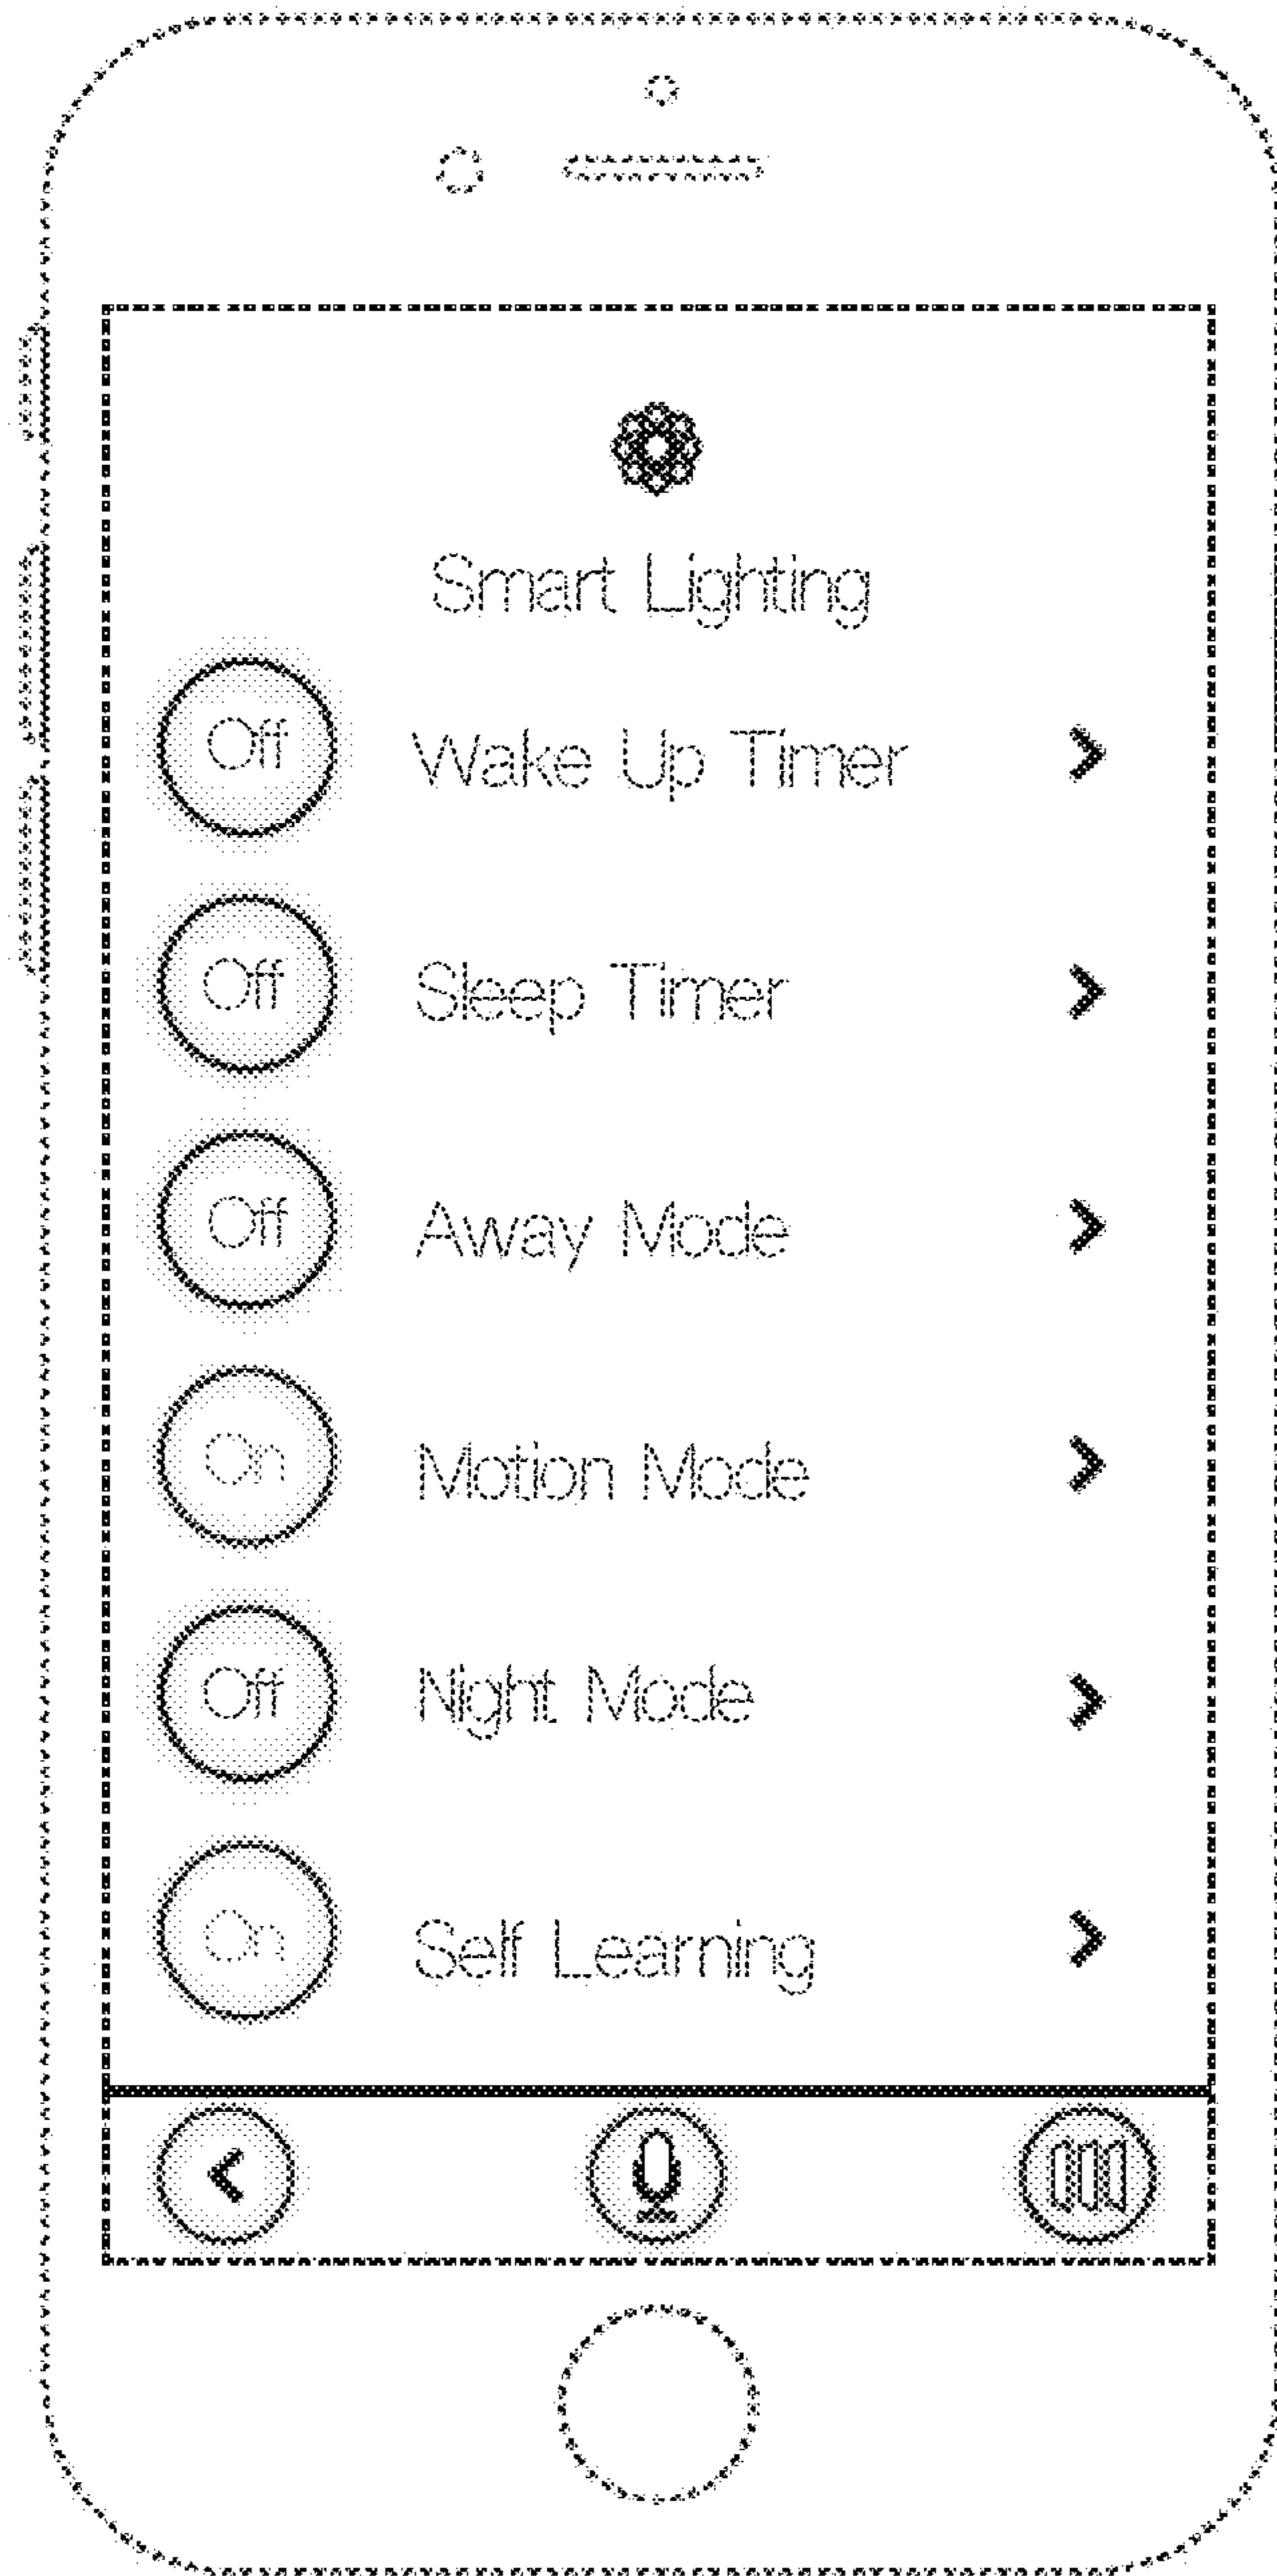 Smart Lighting
Off Wake Up Timer
Off Sleep Timer
Off Away Mode
On Motion Mode
Off Night Mode
On Self Learning